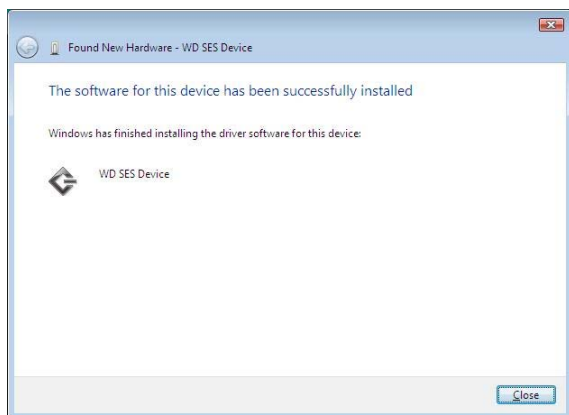 Found New Hardware - WD SES Device
The software for this device has been successfully installed
Windows has finished installing the driver software for this device:
WD SES Device
Close